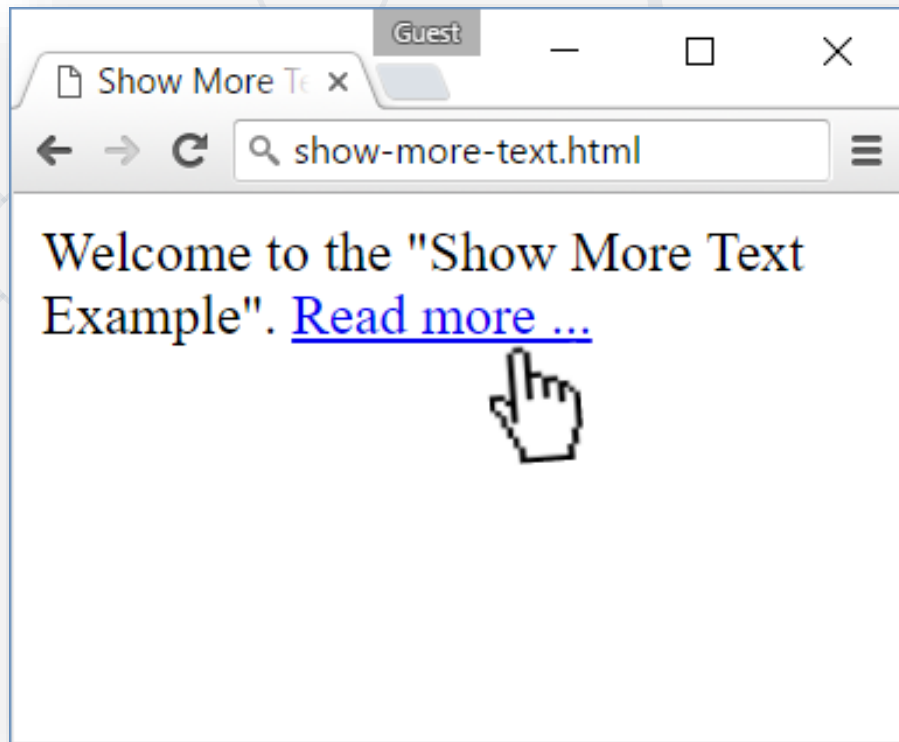 Guest
Show More Te
show-more-text.html
Welcome to the "Show More Text
Example". Read more ...